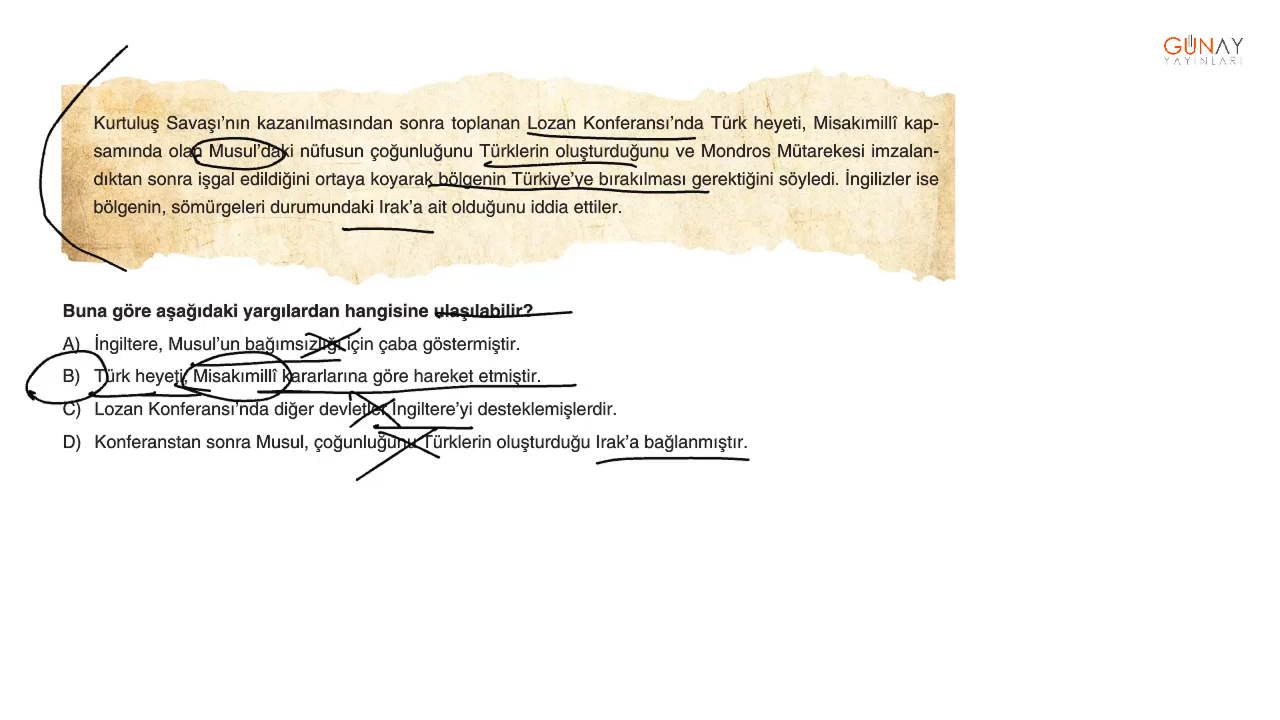 GÜNAY
YAYINLARI
Kurtuluş Savaşı'nın kazanılmasından sonra toplanan Lozan Konferansı'nda Türk heyeti, Misakımillî kap-
samında olan Musul'daki nüfusun çoğunluğunu Türklerin oluşturduğunu ve Mondros Mütarekesi imzalan-
dıktan sonra işgal edildiğini ortaya koyarak bölgenin Türkiye'ye bırakılması gerektiğini söyledi. İngilizler ise
bölgenin, sömürgeleri durumundaki Irak'a ait olduğunu iddia ettiler.
Buna göre aşağıdaki yargılardan hangisine ulaşılabilir?
A) İngiltere, Musul'un bağımsızlığı için çaba göstermiştir.
B) Türk heyeti, Misakımillî kararlarına göre hareket etmiştir.
C) Lozan Konferansı'nda diğer devletler İngiltere'yi desteklemişlerdir.
D) Konferanstan sonra Musul, çoğunluğunu Türklerin oluşturduğu Irak'a bağlanmıştır.